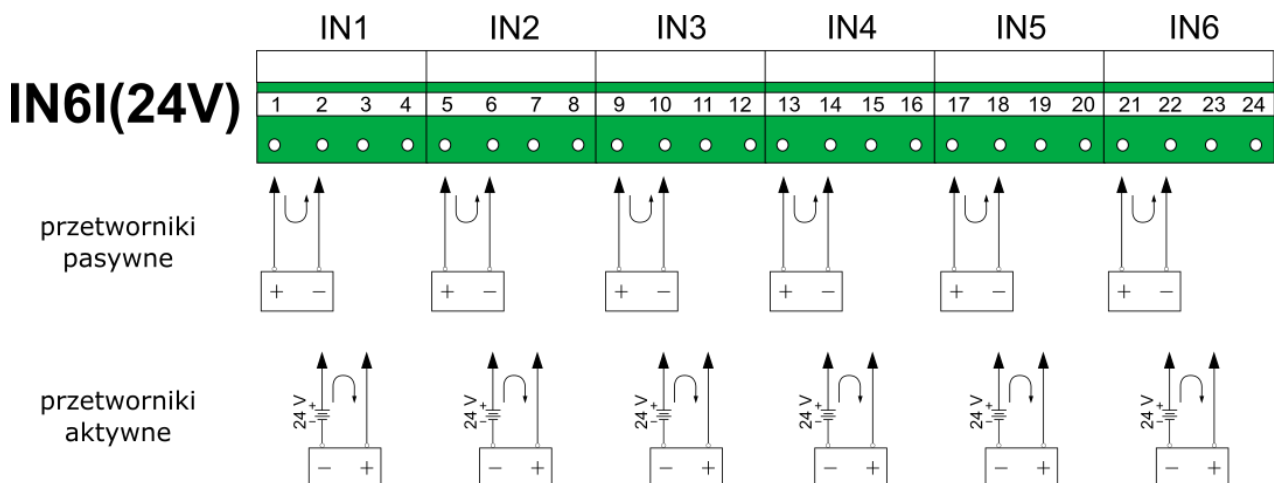 IN1 IN2 IN3 IN4 IN5 IN6
IN6I(24V)
1 2 3 4 5 6 7 8 9 10 11 12 13 14 15 16 17 18 19 20 21 22 23 24
przetworniki
pasywne
+ − + − + − + − + − + −
przetworniki
aktywne
24 V + − 24 V + − 24 V + − 24 V + − 24 V + − 24 V + −
− + − + − + − + − + − +